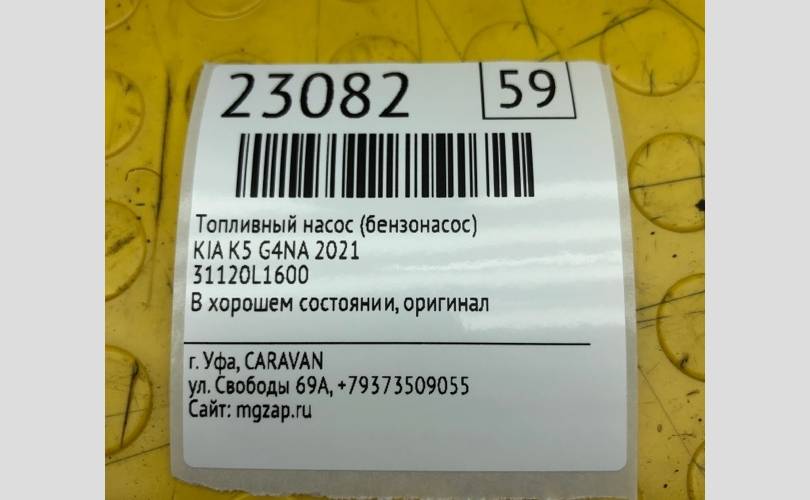 23082 59
Топливный насос (бензонасос)
KIA K5 G4NA 2021
31120L1600
В хорошем состоянии, оригинал
г. Уфа, CARAVAN
ул. Свободы 69А, +79373509055
Сайт: mgzap.ru